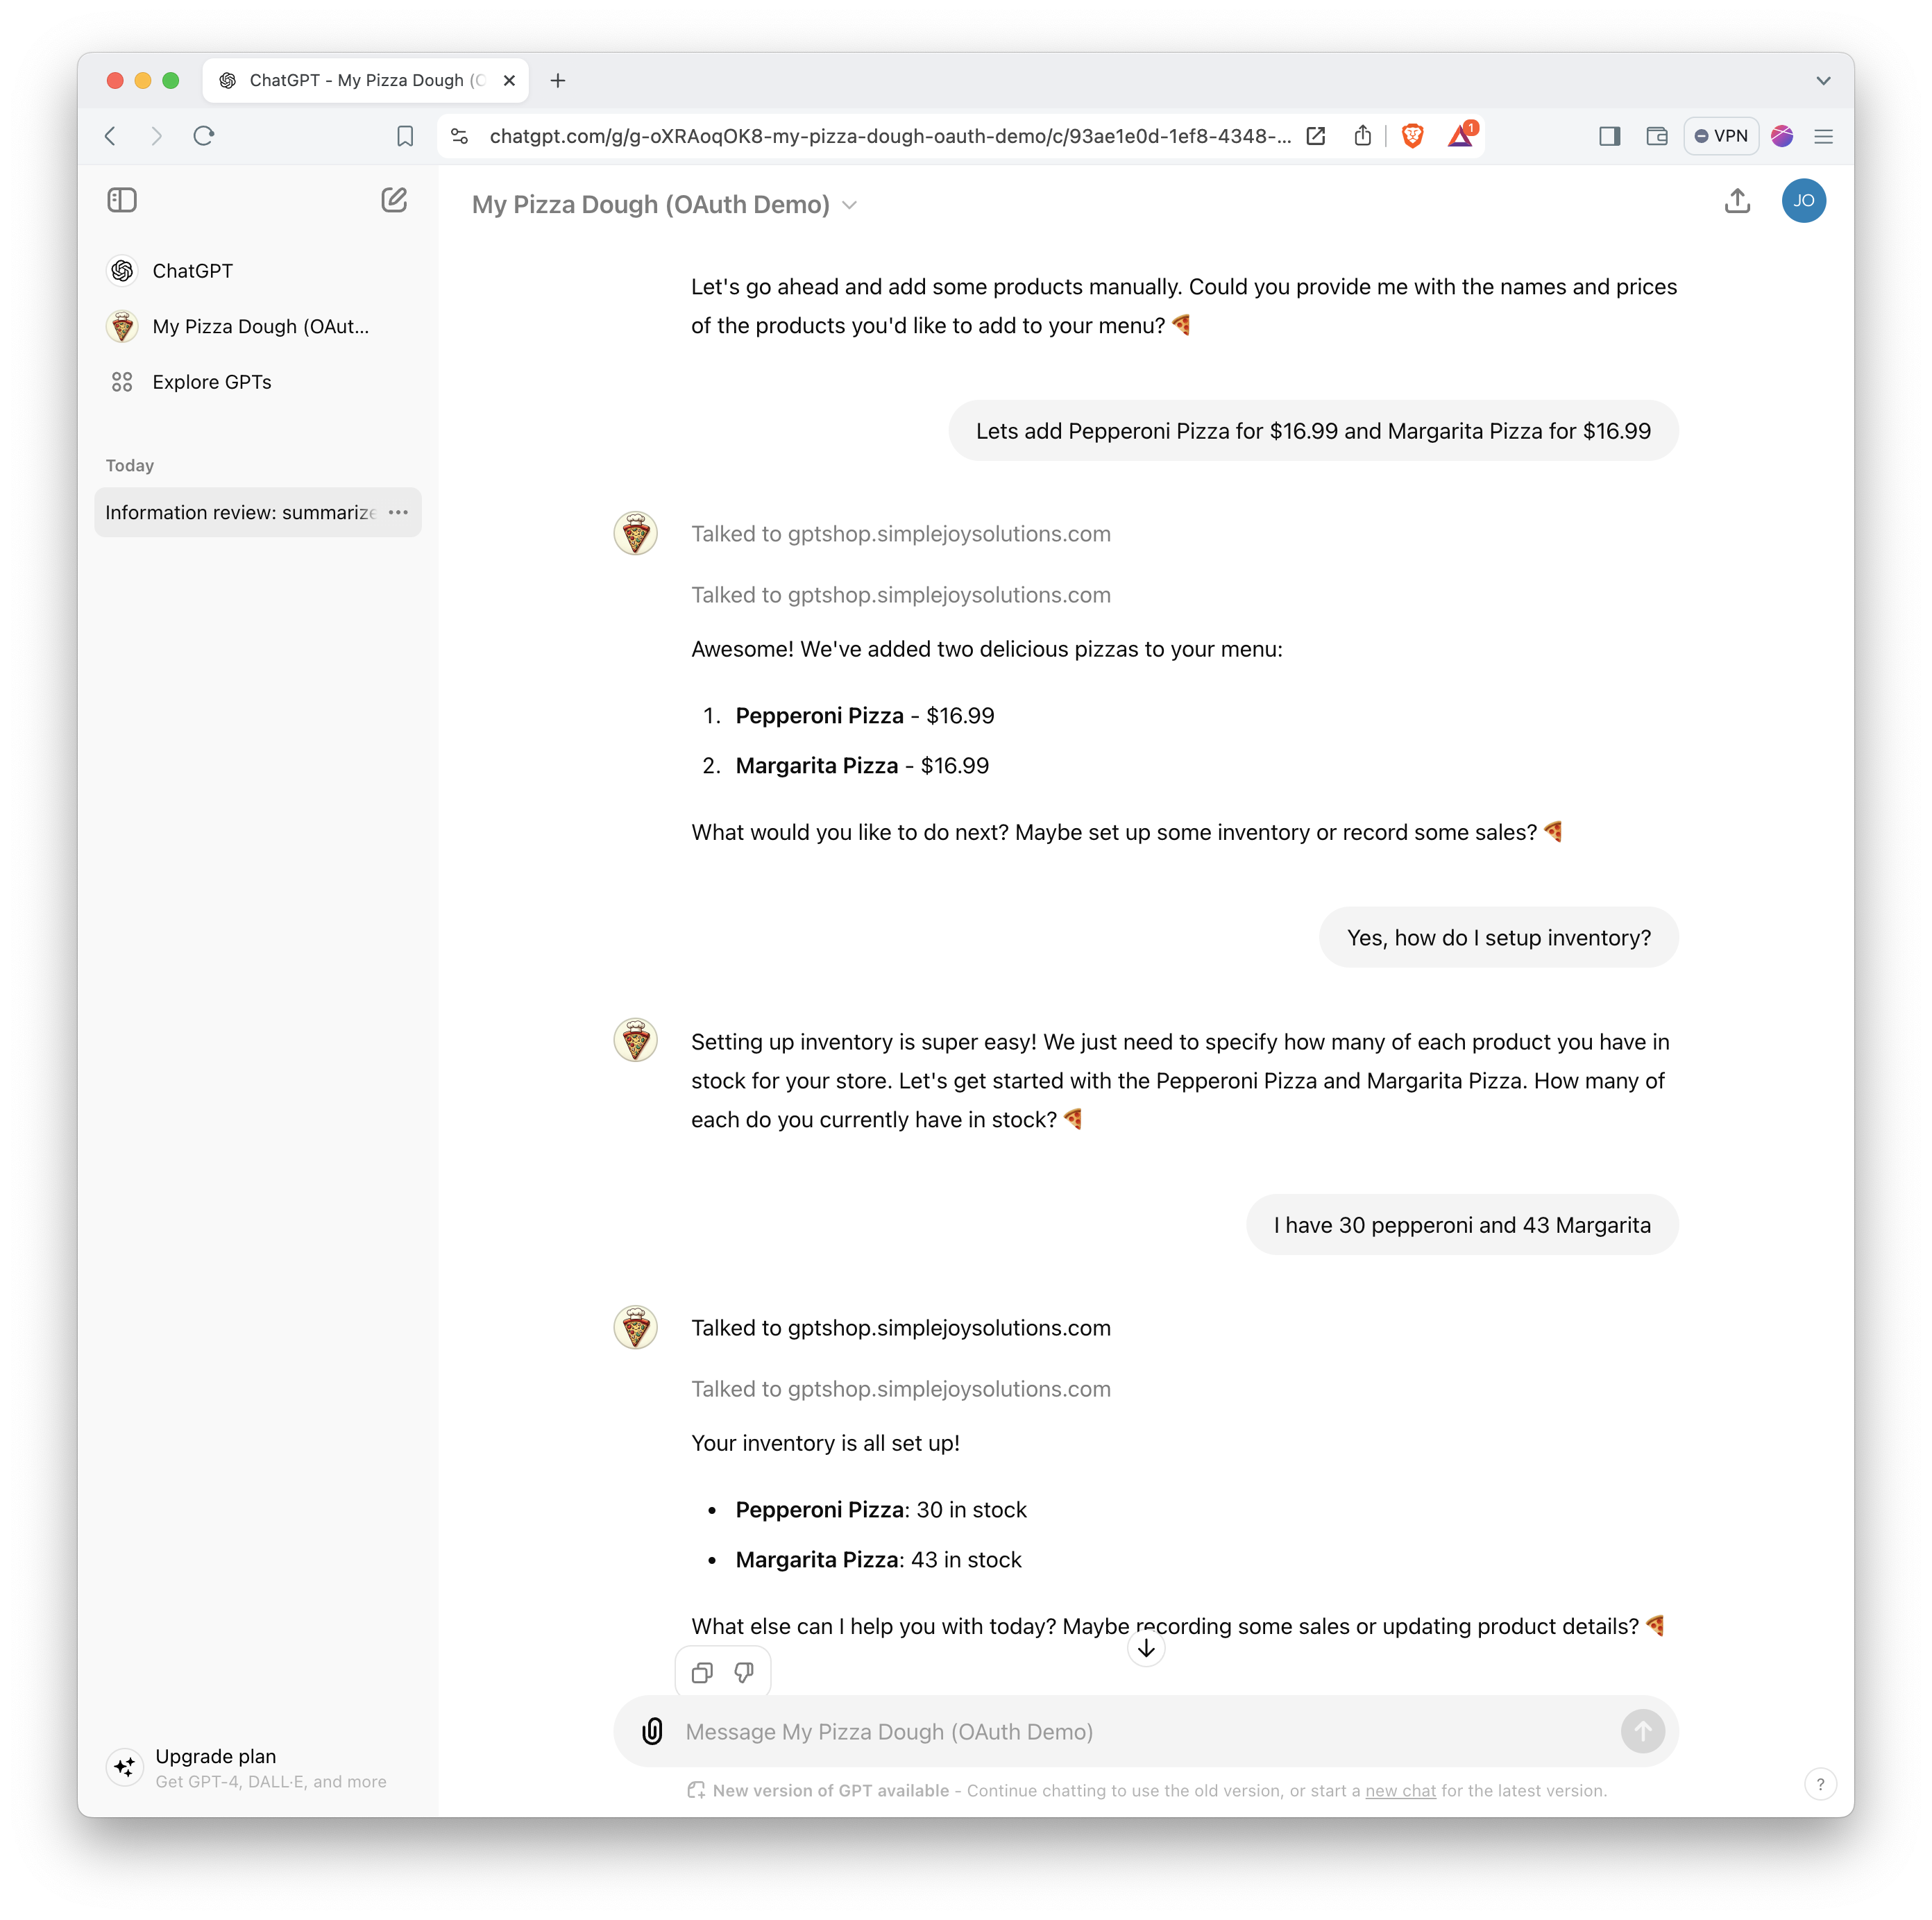 ChatGPT - My Pizza Dough (O
chatgpt.com/g/g-oXRAoqOK8-my-pizza-dough-oauth-demo/c/93ae1e0d-1ef8-4348-...
1
VPN
ChatGPT
My Pizza Dough (OAut...
Explore GPTs
Today
Information review: summarize
My Pizza Dough (OAuth Demo)
JO
Let's go ahead and add some products manually. Could you provide me with the names and prices
of the products you'd like to add to your menu? 🍕
Lets add Pepperoni Pizza for $16.99 and Margarita Pizza for $16.99
Talked to gptshop.simplejoysolutions.com
Talked to gptshop.simplejoysolutions.com
Awesome! We've added two delicious pizzas to your menu:
1. Pepperoni Pizza - $16.99
2. Margarita Pizza - $16.99
What would you like to do next? Maybe set up some inventory or record some sales? 🍕
Yes, how do I setup inventory?
Setting up inventory is super easy! We just need to specify how many of each product you have in
stock for your store. Let's get started with the Pepperoni Pizza and Margarita Pizza. How many of
each do you currently have in stock? 🍕
I have 30 pepperoni and 43 Margarita
Talked to gptshop.simplejoysolutions.com
Talked to gptshop.simplejoysolutions.com
Your inventory is all set up!
• Pepperoni Pizza: 30 in stock
• Margarita Pizza: 43 in stock
What else can I help you with today? Maybe recording some sales or updating product details? 🍕
Message My Pizza Dough (OAuth Demo)
New version of GPT available - Continue chatting to use the old version, or start a new chat for the latest version.
?
Upgrade plan
Get GPT-4, DALL·E, and more